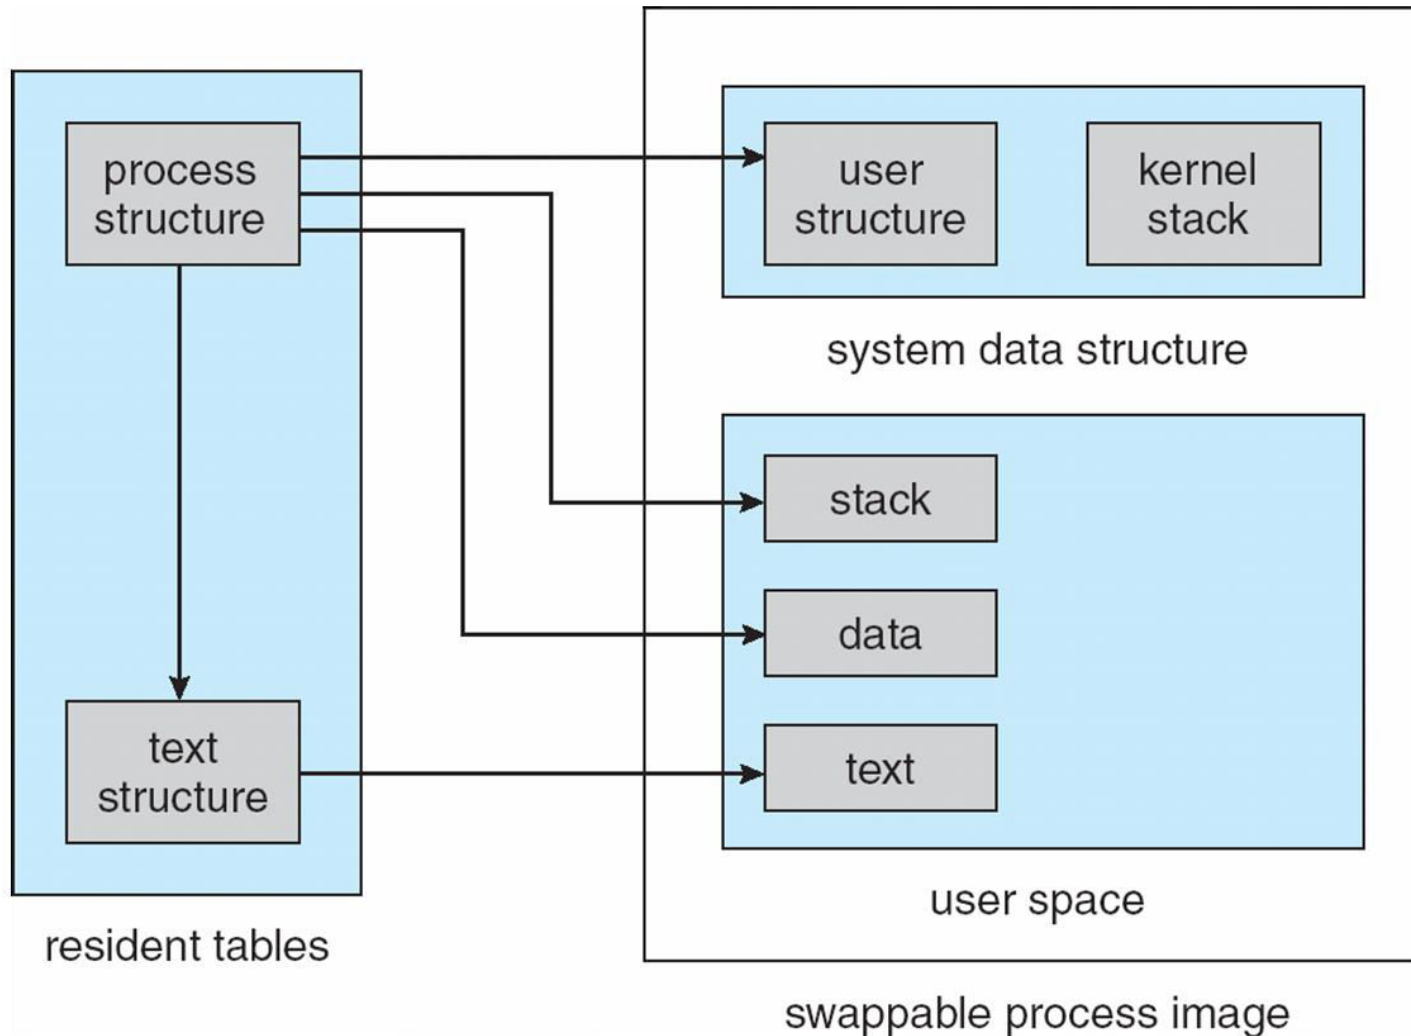 process
structure
text
structure
resident tables
user
structure
kernel
stack
system data structure
stack
data
text
user space
swappable process image